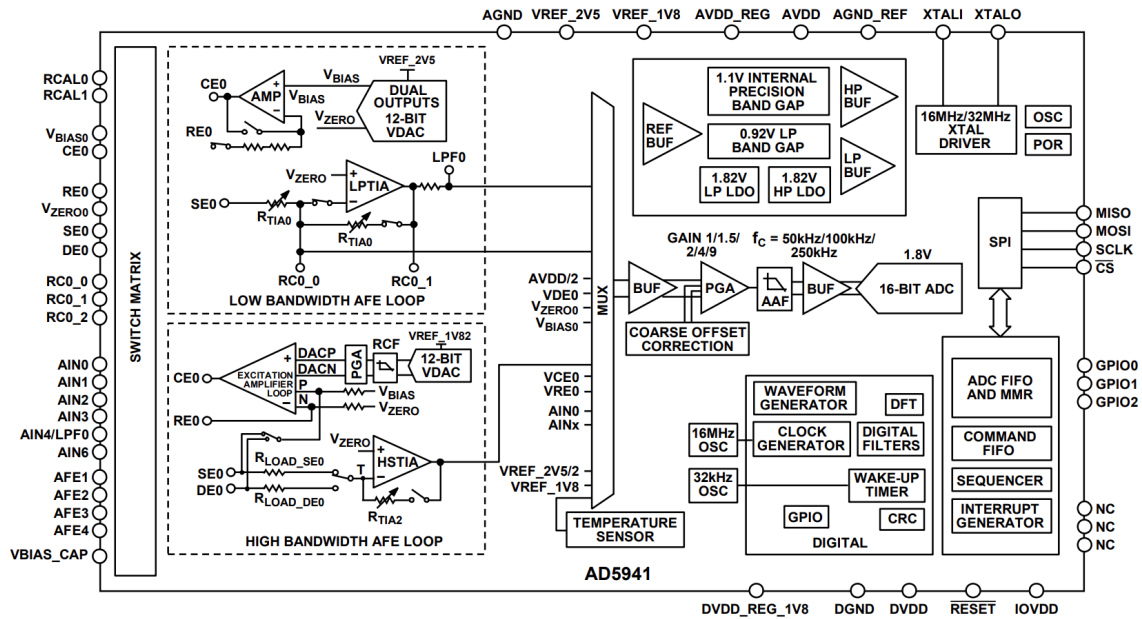 AGND VREF_2V5 VREF_1V8 AVDD_REG AVDD AGND_REF XTALI XTALO
RCAL0
RCAL1
VBIAS0
CE0
RE0
VZERO0
SE0
DE0
RC0_0
RC0_1
RC0_2
AIN0
AIN1
AIN2
AIN3
AIN4/LPF0
AIN6
AFE1
AFE2
AFE3
AFE4
VBIAS_CAP
SWITCH MATRIX
VREF_2V5
CE0
+
AMP
−
VBIAS
VBIAS
VZERO
DUAL
OUTPUTS
12-BIT
VDAC
RE0
LPF0
VZERO
+
LPTIA
−
SE0
RTIA0
RTIA0
RC0_0
RC0_1
LOW BANDWIDTH AFE LOOP
VREF_1V82
RCF
DACP
DACN
PGA
12-BIT
VDAC
CE0
+
EXCITATION
AMPLIFIER
LOOP
−
P
N
VBIAS
VZERO
RE0
VZERO
+
HSTIA
−
T
SE0
RLOAD_SE0
DE0
RLOAD_DE0
RTIA2
HIGH BANDWIDTH AFE LOOP
MUX
AVDD/2
VDE0
VZERO0
VBIAS0
VCE0
VRE0
AIN0
AINx
VREF_2V5/2
VREF_1V8
TEMPERATURE
SENSOR
REF
BUF
1.1V INTERNAL
PRECISION
BAND GAP
0.92V LP
BAND GAP
1.82V
LP LDO
1.82V
HP LDO
HP
BUF
LP
BUF
16MHz/32MHz
XTAL
DRIVER
OSC
POR
GAIN 1/1.5/
2/4/9
fC = 50kHz/100kHz/
250kHz
1.8V
BUF
PGA
AAF
BUF
16-BIT ADC
COARSE OFFSET
CORRECTION
SPI
MISO
MOSI
SCLK
CS
WAVEFORM
GENERATOR
DFT
16MHz
OSC
CLOCK
GENERATOR
DIGITAL
FILTERS
32kHz
OSC
WAKE-UP
TIMER
GPIO
CRC
DIGITAL
ADC FIFO
AND MMR
COMMAND
FIFO
SEQUENCER
INTERRUPT
GENERATOR
GPIO0
GPIO1
GPIO2
NC
NC
NC
AD5941
DVDD_REG_1V8 DGND DVDD RESET IOVDD